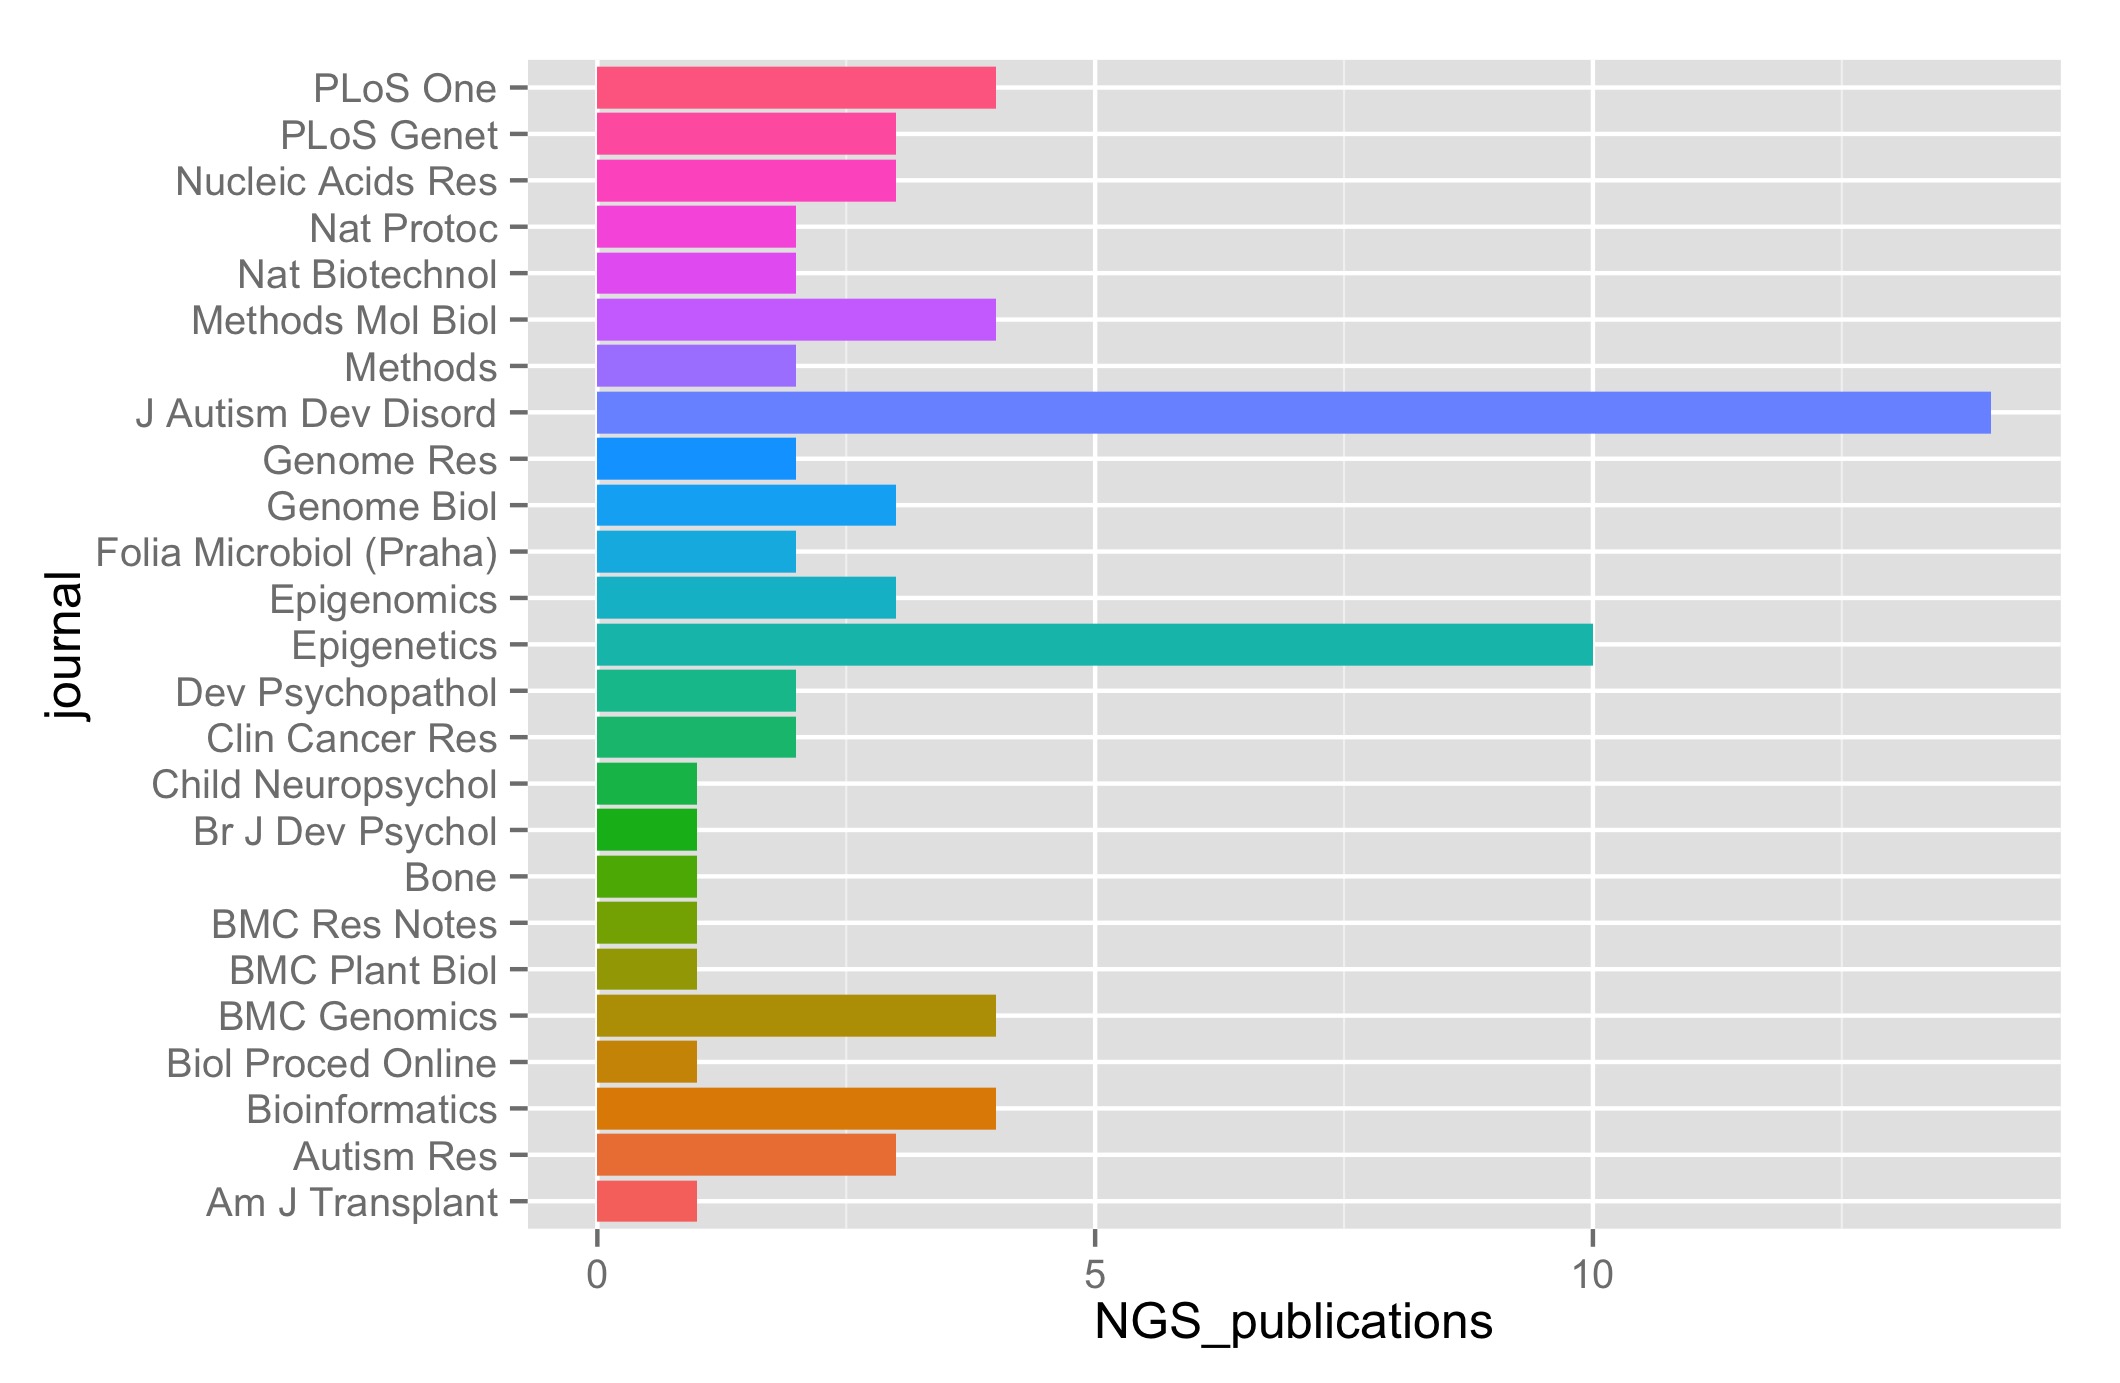 PLoS One
PLoS Genet
Nucleic Acids Res
Nat Protoc
Nat Biotechnol
Methods Mol Biol
Methods
J Autism Dev Disord
Genome Res
Genome Biol
Folia Microbiol (Praha)
Epigenomics
Epigenetics
Dev Psychopathol
Clin Cancer Res
Child Neuropsychol
Br J Dev Psychol
Bone
BMC Res Notes
BMC Plant Biol
BMC Genomics
Biol Proced Online
Bioinformatics
Autism Res
Am J Transplant
journal
0 5 10
NGS_publications